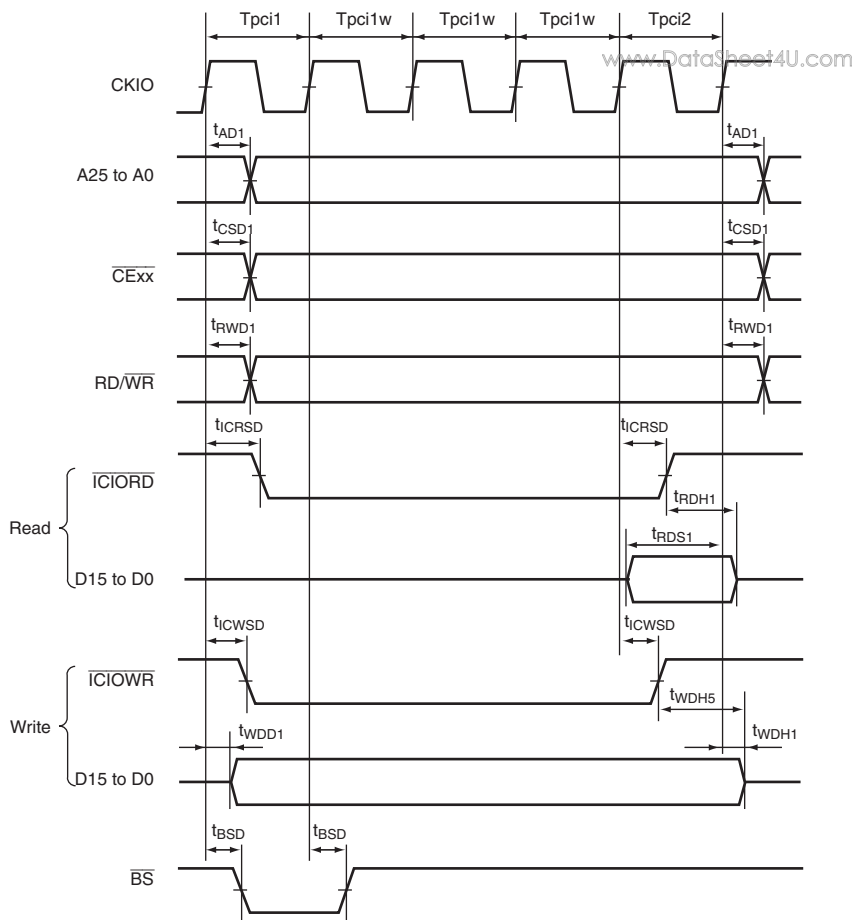 Tpci1 Tpci1w Tpci1w Tpci1w Tpci2
www.DataSheet4U.com
CKIO
tAD1 tAD1
A25 to A0
tCSD1 tCSD1
CExx
tRWD1 tRWD1
RD/WR
tICRSD tICRSD
ICIORD
tRDH1
Read
tRDS1
D15 to D0
tICWSD tICWSD
ICIOWR
tWDH5
Write
tWDD1 tWDH1
D15 to D0
tBSD tBSD
BS